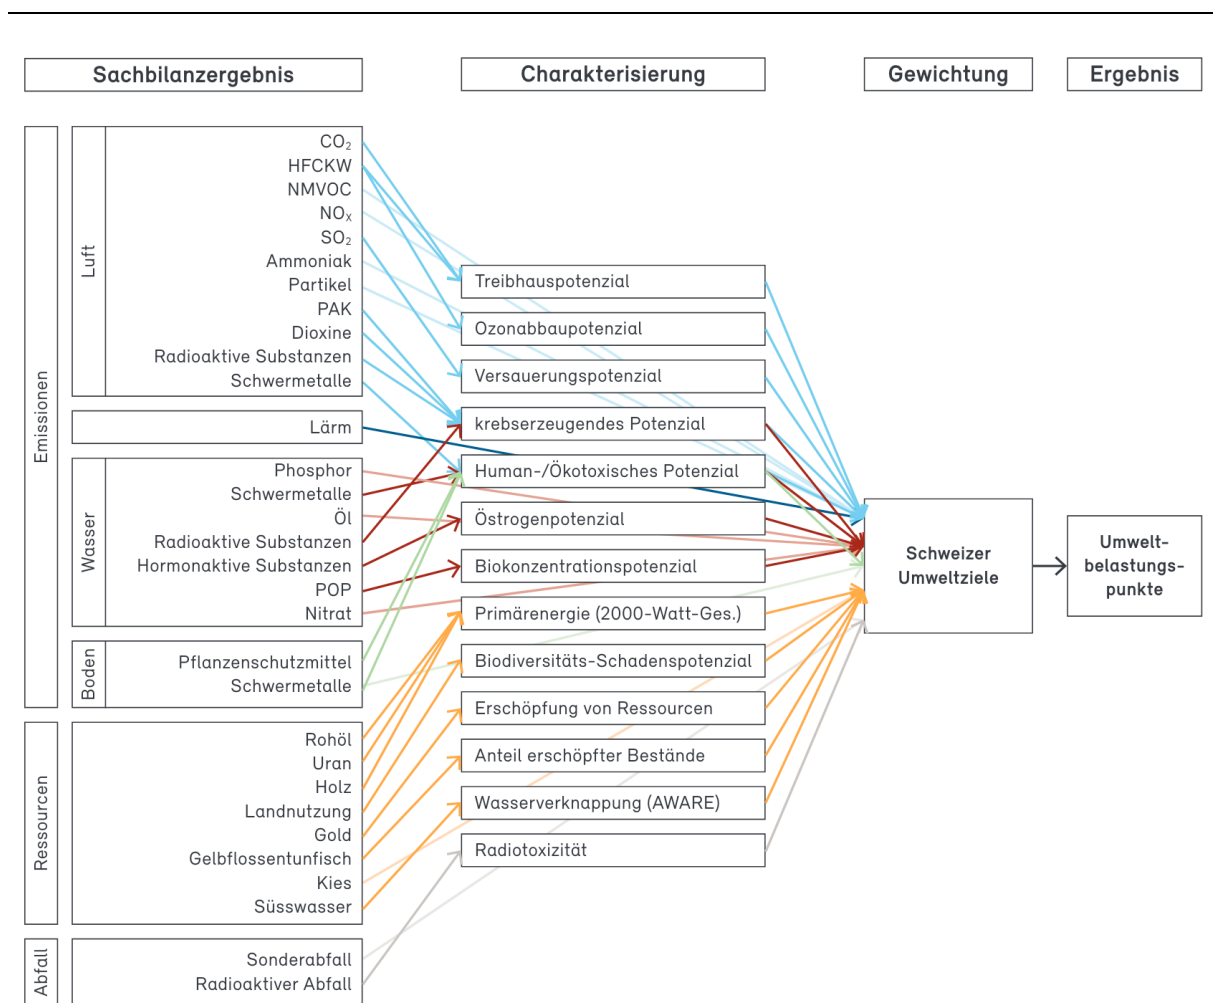 Sachbilanzergebnis
Charakterisierung
Gewichtung
Ergebnis
Emissionen
Luft
CO₂
HFCKW
NMVOC
NOₓ
SO₂
Ammoniak
Partikel
PAK
Dioxine
Radioaktive Substanzen
Schwermetalle
Lärm
Wasser
Phosphor
Schwermetalle
Öl
Radioaktive Substanzen
Hormonaktive Substanzen
POP
Nitrat
Boden
Pflanzenschutzmittel
Schwermetalle
Ressourcen
Rohöl
Uran
Holz
Landnutzung
Gold
Gelbflossentunfisch
Kies
Süsswasser
Abfall
Sonderabfall
Radioaktiver Abfall
Treibhauspotenzial
Ozonabbaupotenzial
Versauerungspotenzial
krebserzeugendes Potenzial
Human-/Ökotoxisches Potenzial
Östrogenpotenzial
Biokonzentrationspotenzial
Primärenergie (2000-Watt-Ges.)
Biodiversitäts-Schadenspotenzial
Erschöpfung von Ressourcen
Anteil erschöpfter Bestände
Wasserverknappung (AWARE)
Radiotoxizität
Schweizer
Umweltziele
Umwelt-
belastungs-
punkte